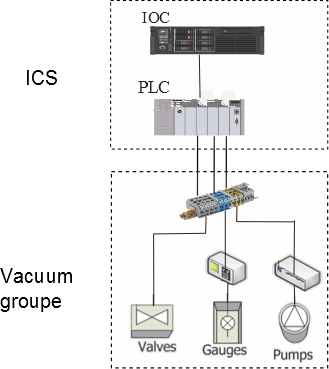 IOC
ICS
PLC
Vacuum
groupe
Valves
Gauges
Pumps